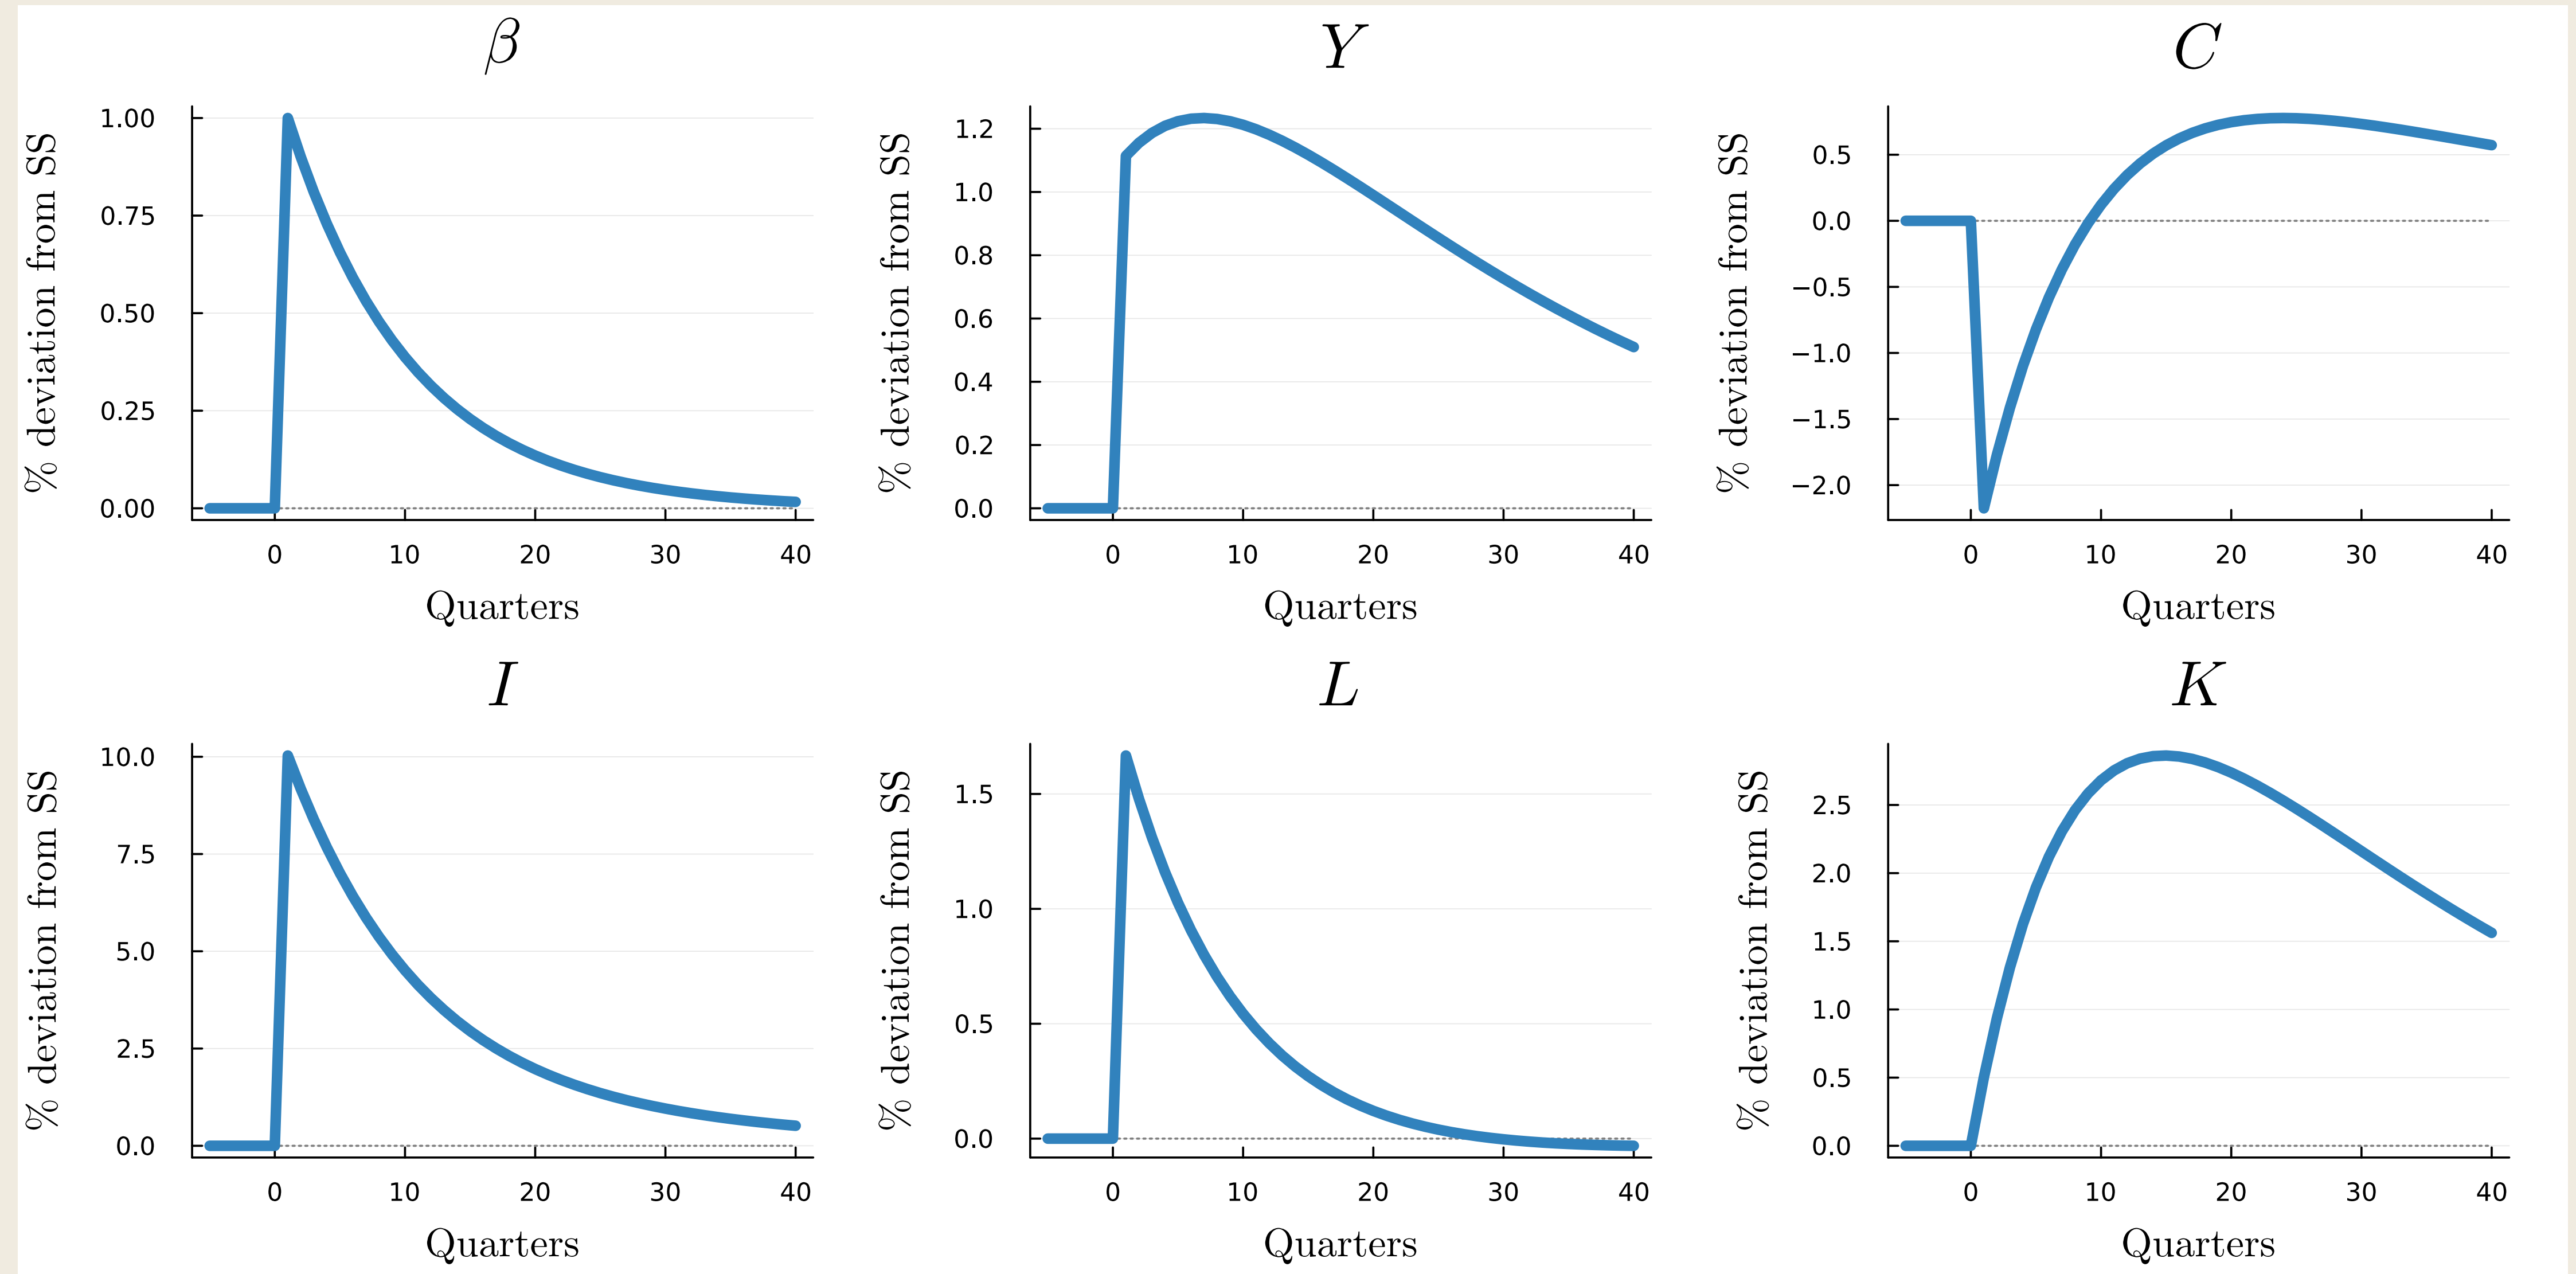 β
% deviation from SS
1.00
0.75
0.50
0.25
0.00
0 10 20 30 40
Quarters
Y
% deviation from SS
1.2
1.0
0.8
0.6
0.4
0.2
0.0
0 10 20 30 40
Quarters
C
% deviation from SS
0.5
0.0
−0.5
−1.0
−1.5
−2.0
0 10 20 30 40
Quarters
I
% deviation from SS
10.0
7.5
5.0
2.5
0.0
0 10 20 30 40
Quarters
L
% deviation from SS
1.5
1.0
0.5
0.0
0 10 20 30 40
Quarters
K
% deviation from SS
2.5
2.0
1.5
1.0
0.5
0.0
0 10 20 30 40
Quarters